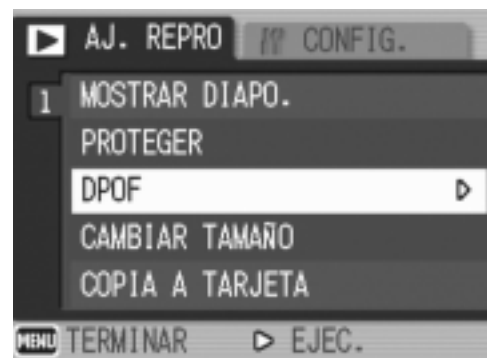 AJ. REPRO CONFIG.
1 MOSTRAR DIAPO.
PROTEGER
DPOF
CAMBIAR TAMAÑO
COPIA A TARJETA
MENU TERMINAR EJEC.